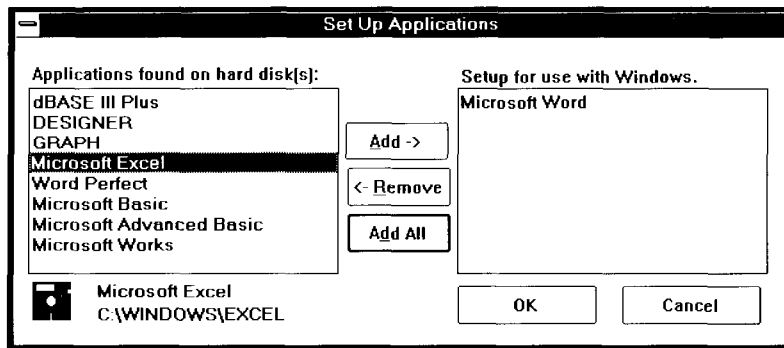 Set Up Applications
Applications found on hard disk(s):
dBASE III Plus
DESIGNER
GRAPH
Microsoft Excel
Word Perfect
Microsoft Basic
Microsoft Advanced Basic
Microsoft Works
Add ->
<- Remove
Add All
Setup for use with Windows.
Microsoft Word
Microsoft Excel
C:\WINDOWS\EXCEL
OK
Cancel